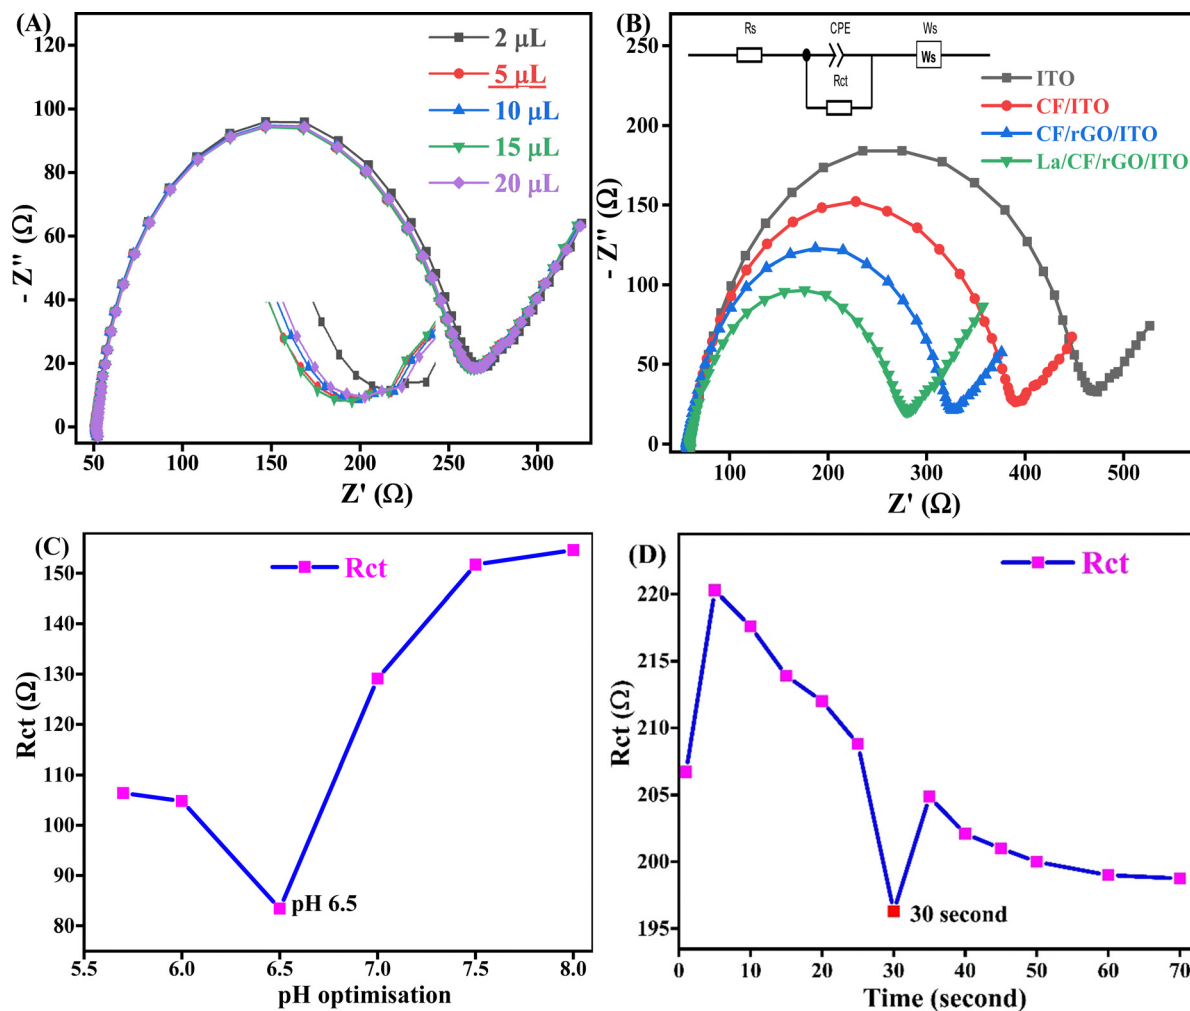 (A)
120
100
80
60
40
20
0
- Z" (Ω)
2 µL
5 µL
10 µL
15 µL
20 µL
50
100
150
200
250
300
Z' (Ω)
(B)
250
200
150
100
50
0
- Z" (Ω)
Rs
CPE
Ws
Ws
Rct
ITO
CF/ITO
CF/rGO/ITO
La/CF/rGO/ITO
100
200
300
400
500
Z' (Ω)
(C)
150
140
130
120
110
100
90
80
Rct (Ω)
Rct
pH 6.5
5.5
6.0
6.5
7.0
7.5
8.0
pH optimisation
(D)
220
215
210
205
200
195
Rct (Ω)
Rct
30 second
0
10
20
30
40
50
60
70
Time (second)